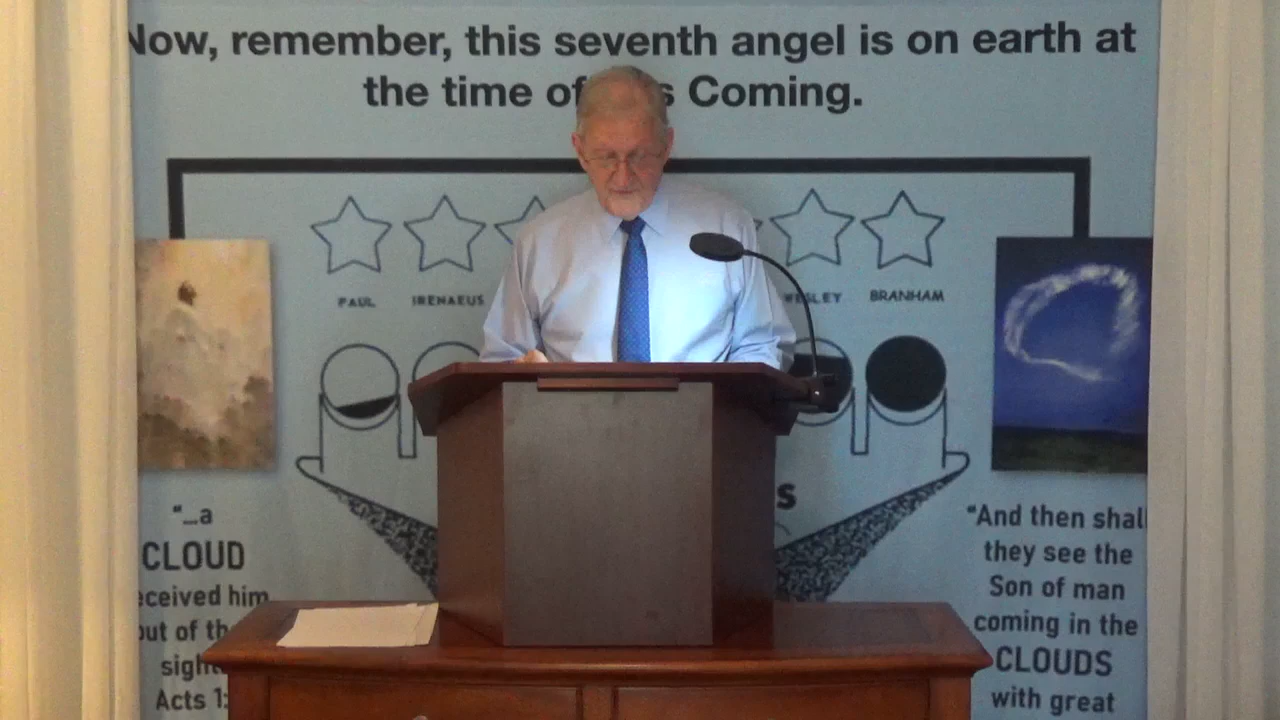 Now, remember, this seventh angel is on earth at
the time of Coming.
PAUL IRENAEUS WESLEY BRANHAM
"...a
CLOUD
eceived him
out of th
sigh
Acts 1:
S
"And then shal
they see the
Son of man
coming in the
CLOUDS
with great